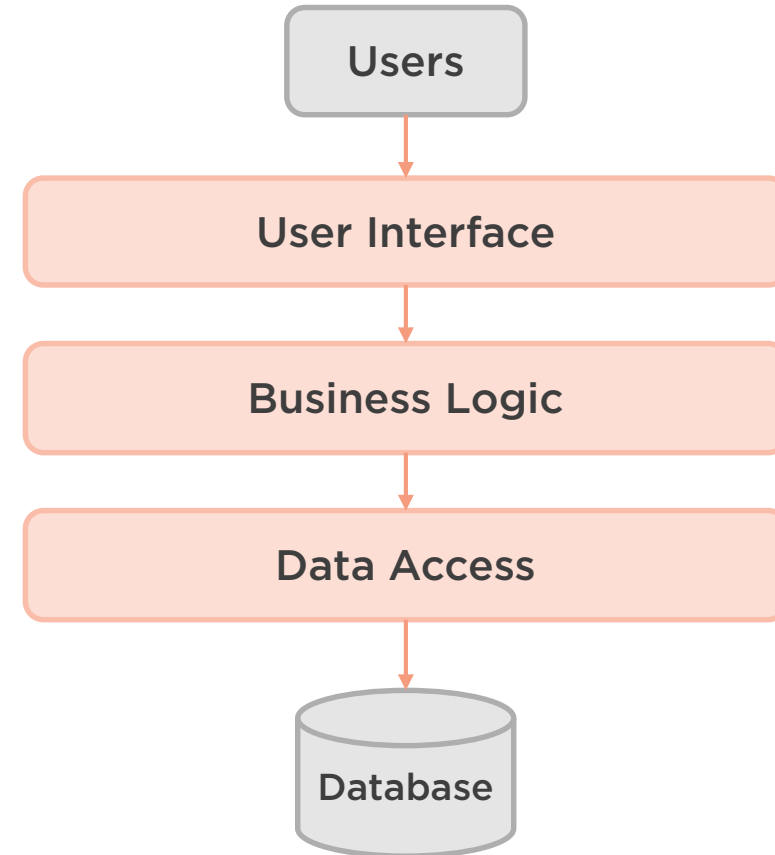 Users
User Interface
Business Logic
Data Access
Database